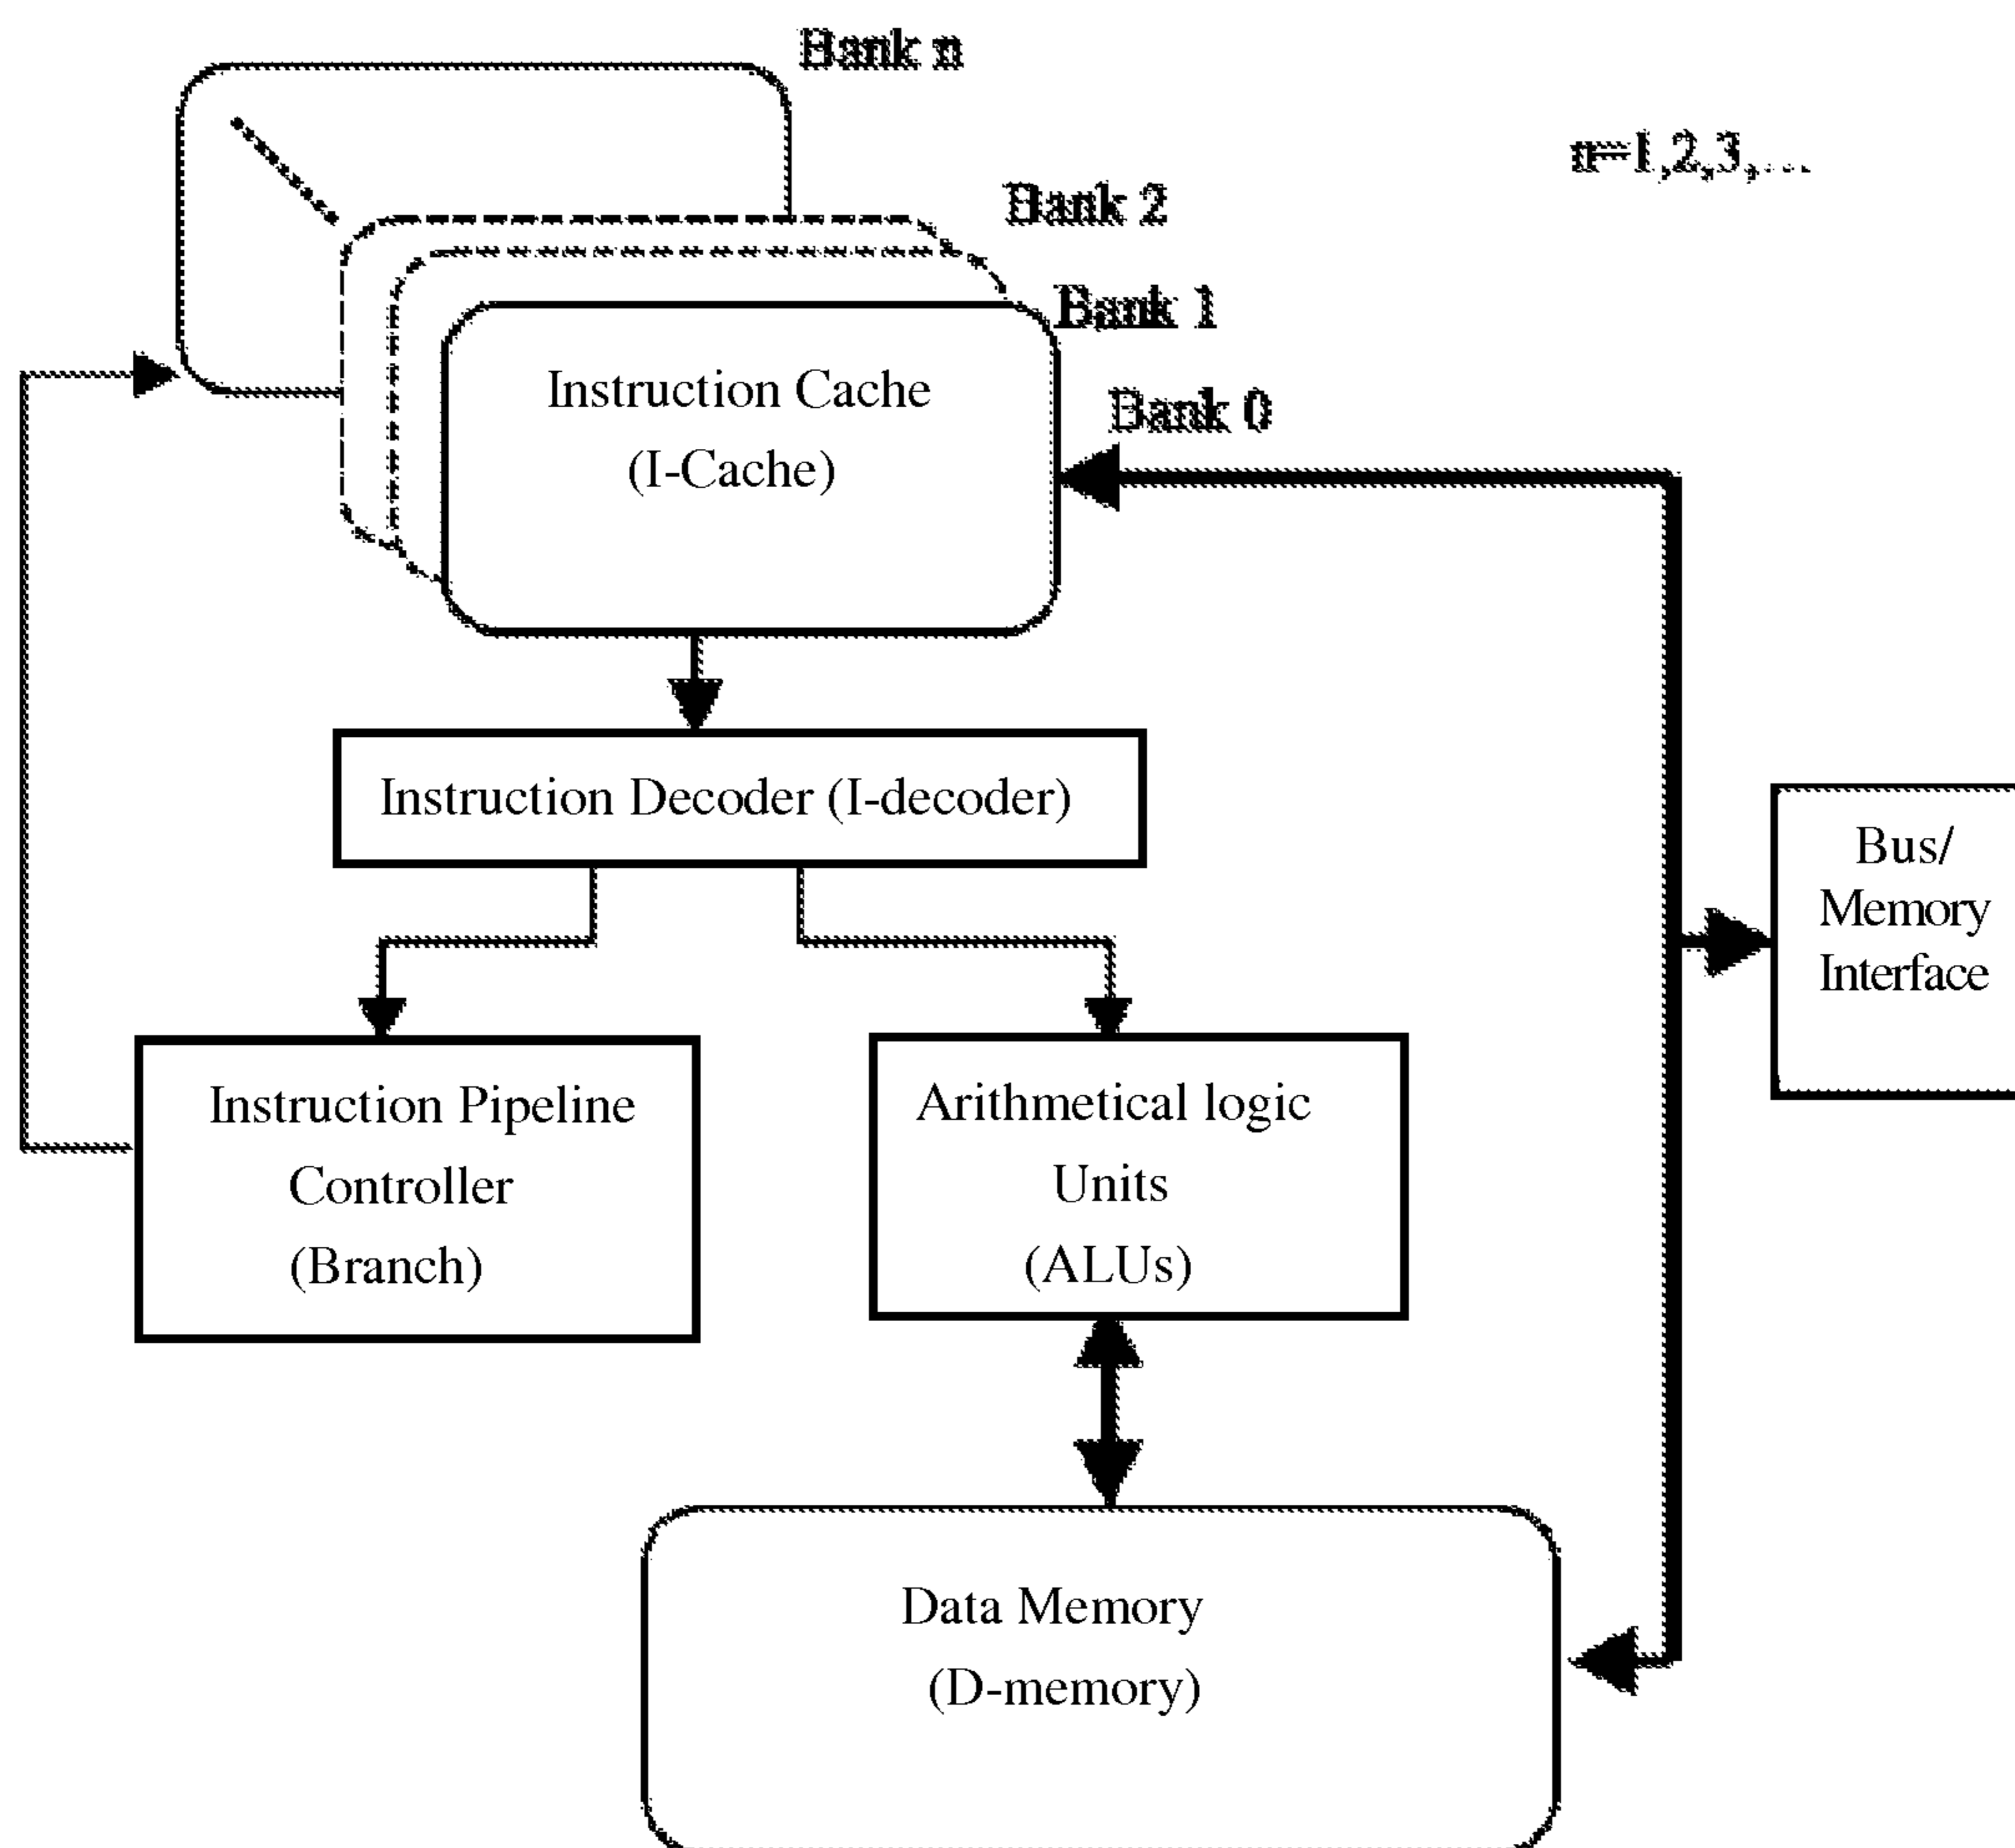 Bank n
n=1,2,3,...
Bank 2
Bank 1
Bank 0
Instruction Cache
(I-Cache)
Instruction Decoder (I-decoder)
Bus/
Memory
Interface
Instruction Pipeline
Controller
(Branch)
Arithmetical logic
Units
(ALUs)
Data Memory
(D-memory)